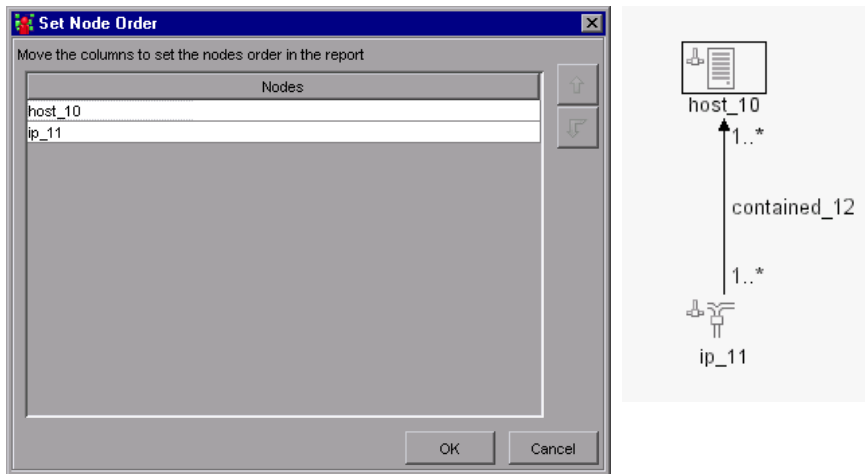 Set Node Order
Move the columns to set the nodes order in the report
Nodes
host_10
ip_11
OK
Cancel
host_10
1..*
contained_12
1..*
ip_11